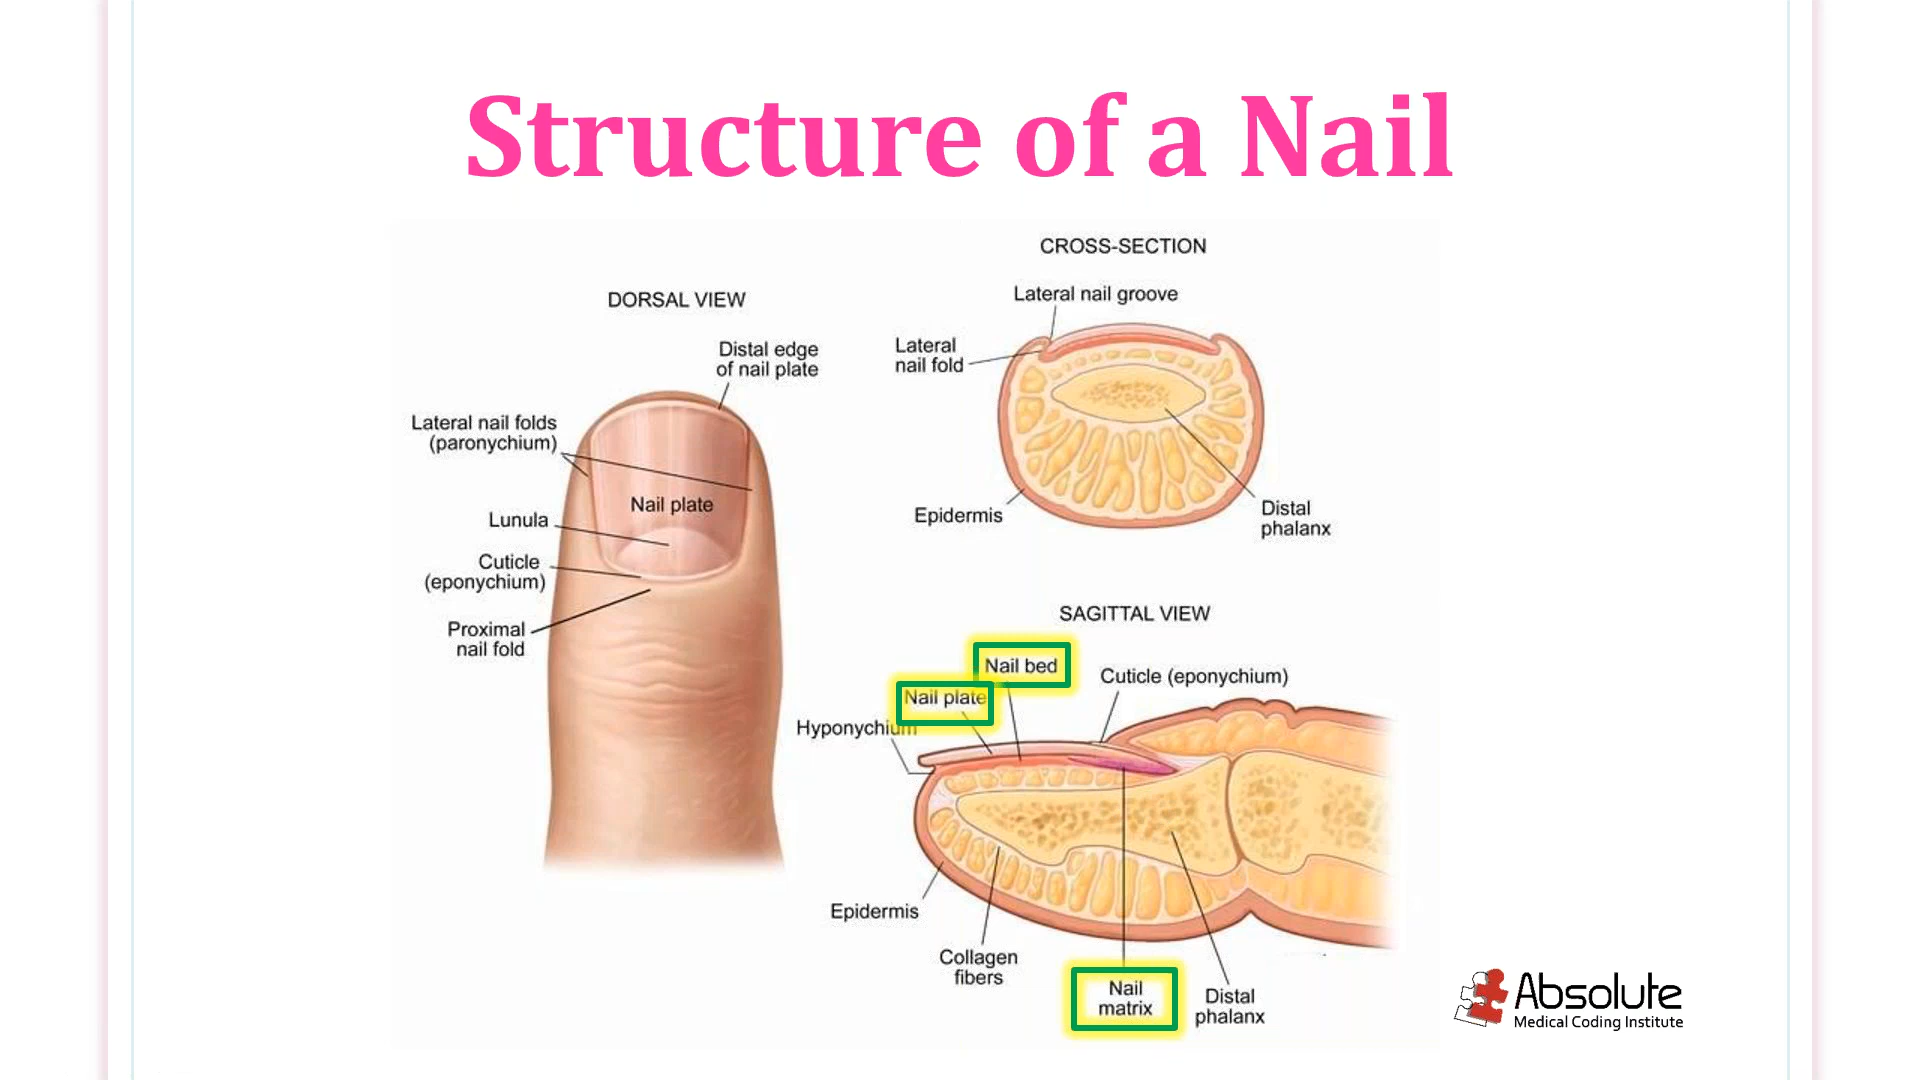 Structure of a Nail
DORSAL VIEW
Distal edge
of nail plate
Lateral nail folds
(paronychium)
Nail plate
Lunula
Cuticle
(eponychium)
Proximal
nail fold
CROSS-SECTION
Lateral nail groove
Lateral
nail fold
Epidermis
Distal
phalanx
SAGITTAL VIEW
Nail bed
Nail plate
Cuticle (eponychium)
Hyponychium
Epidermis
Collagen
fibers
Nail
matrix
Distal
phalanx
Absolute
Medical Coding Institute